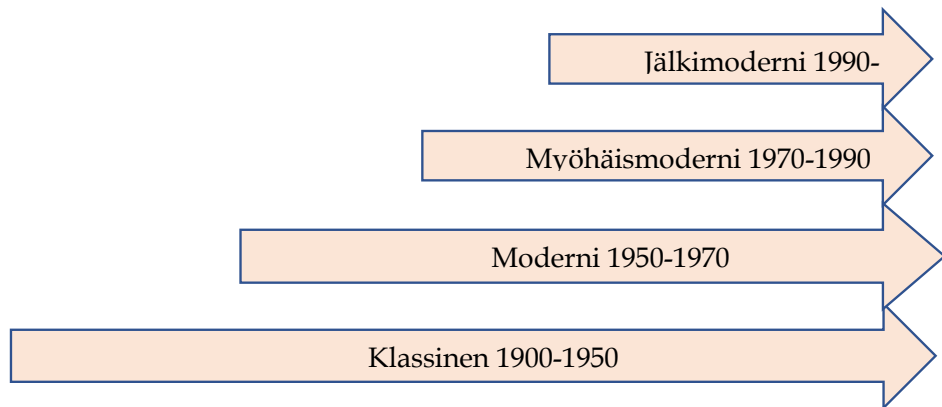 Jälkimoderni 1990-
Myöhäismoderni 1970-1990
Moderni 1950-1970
Klassinen 1900-1950